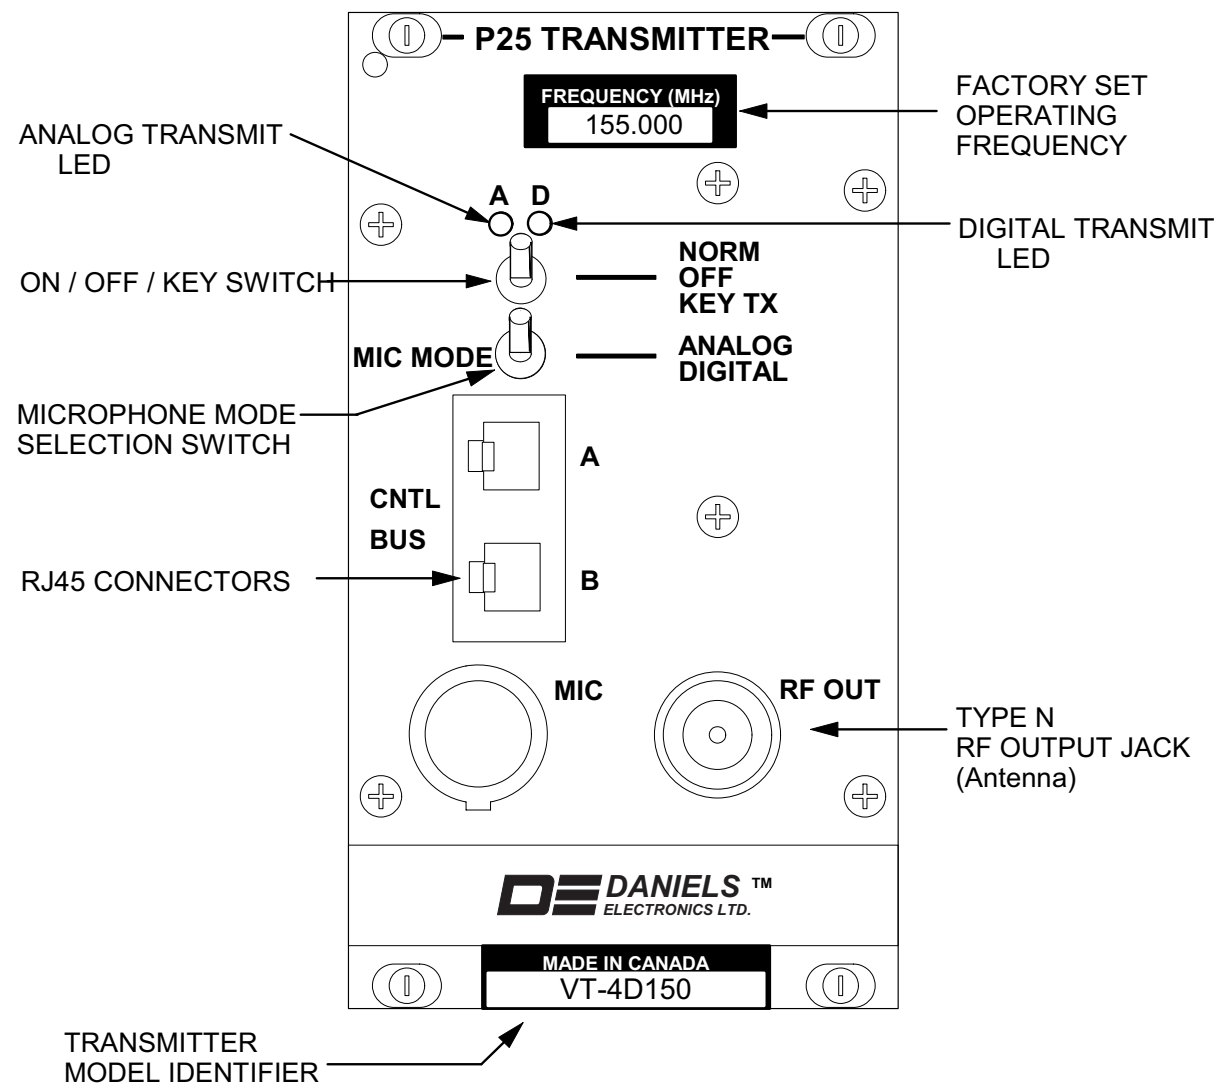 P25 TRANSMITTER
FREQUENCY (MHz)
155.000
FACTORY SET
OPERATING
FREQUENCY
ANALOG TRANSMIT
LED
A D
DIGITAL TRANSMIT
LED
ON / OFF / KEY SWITCH
NORM
OFF
KEY TX
MIC MODE
ANALOG
DIGITAL
MICROPHONE MODE
SELECTION SWITCH
A
CNTL
BUS
RJ45 CONNECTORS
B
MIC
RF OUT
TYPE N
RF OUTPUT JACK
(Antenna)
DE DANIELS ™
ELECTRONICS LTD.
MADE IN CANADA
VT-4D150
TRANSMITTER
MODEL IDENTIFIER